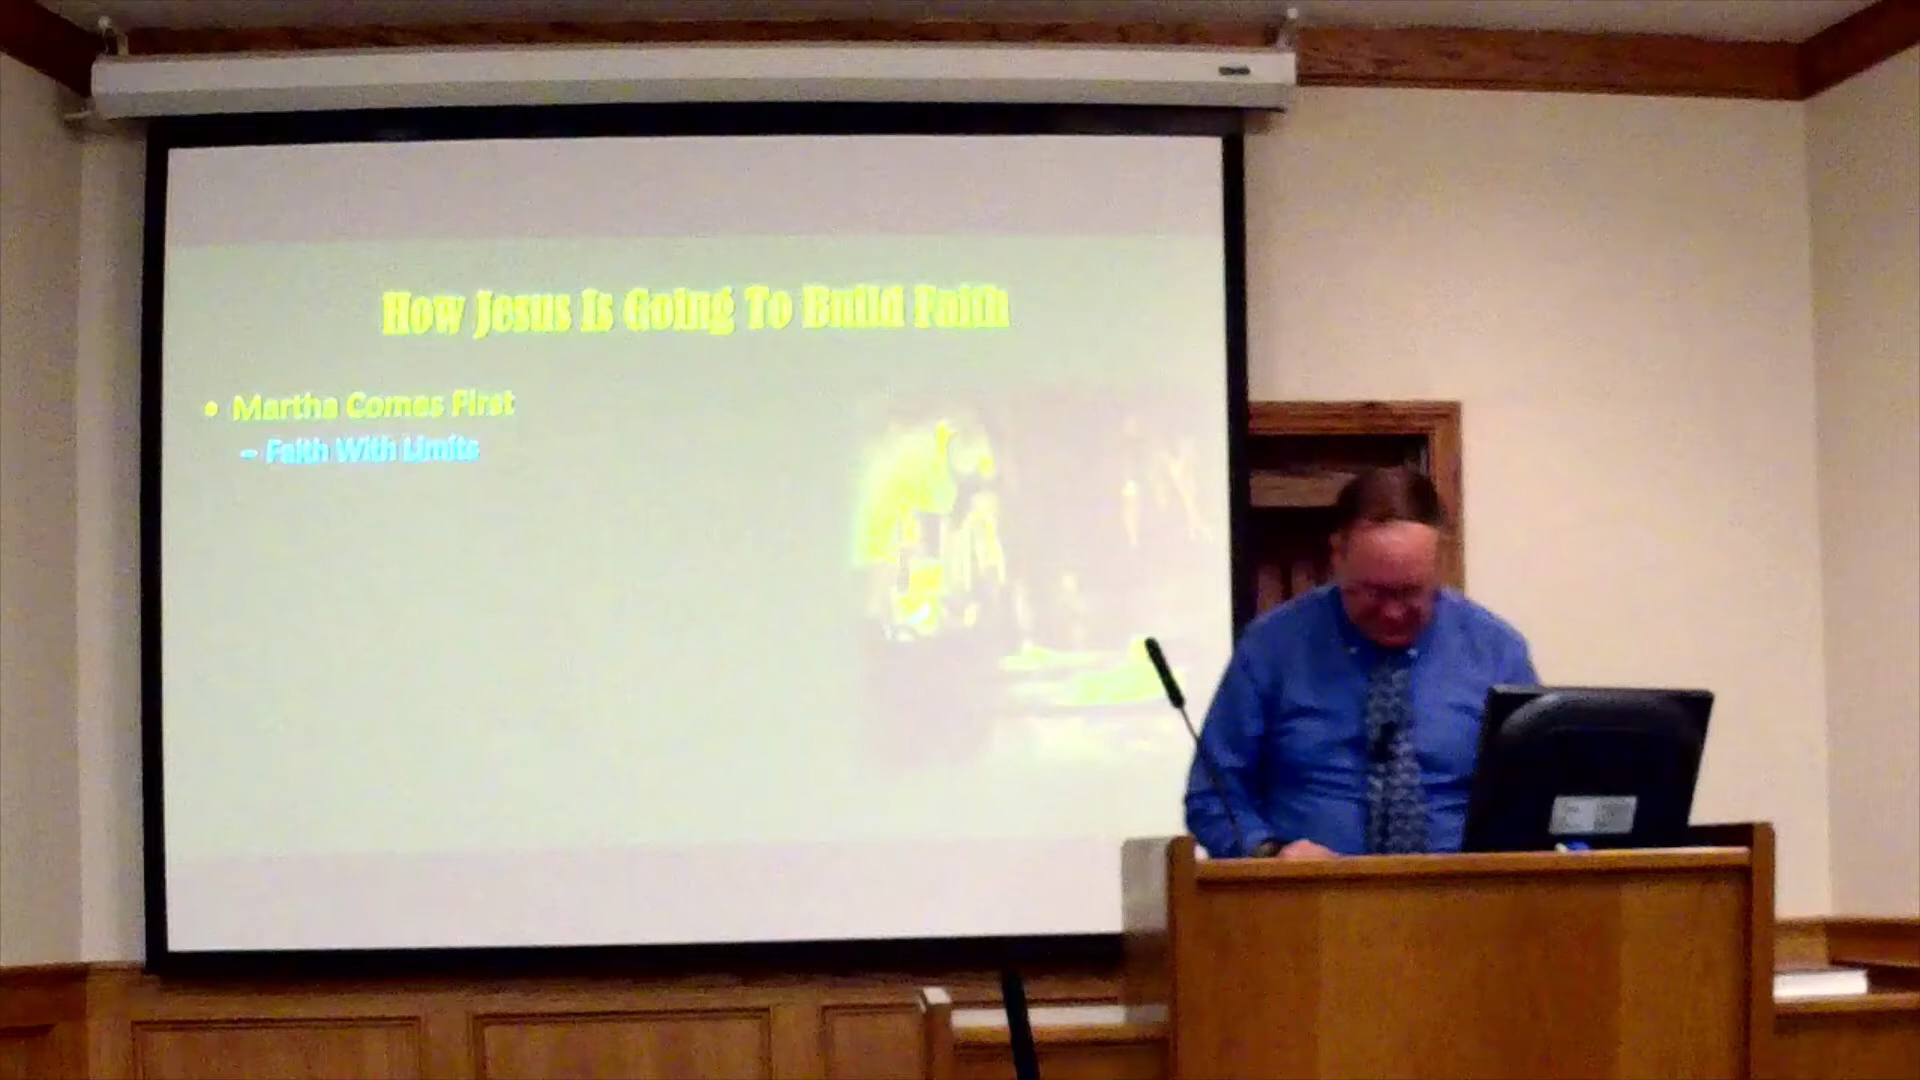 How Jesus Is Going To Build Faith
• Martha Comes First
– Faith With Limits